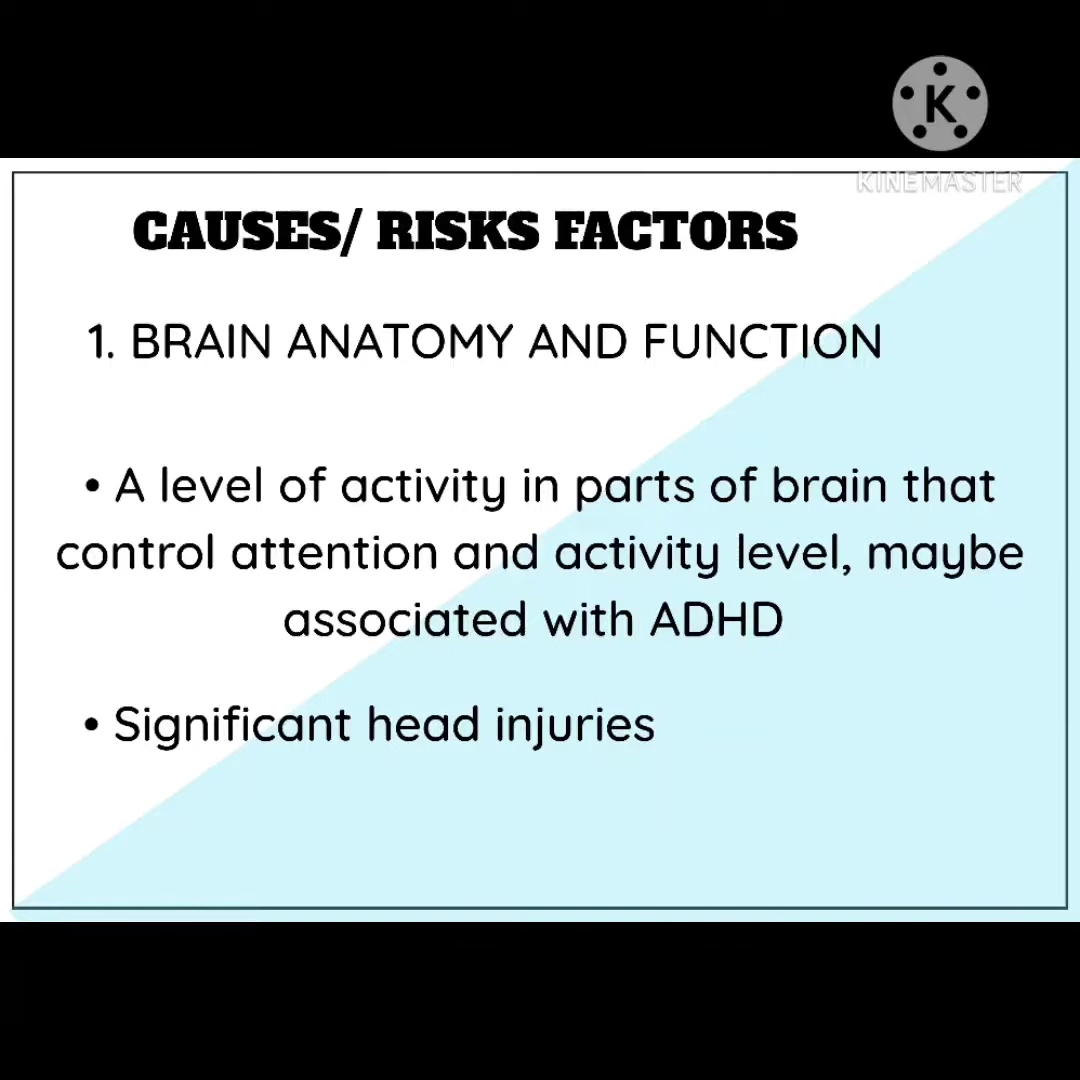 K
KINEMASTER
CAUSES/ RISKS FACTORS
1. BRAIN ANATOMY AND FUNCTION
• A level of activity in parts of brain that
control attention and activity level, maybe
associated with ADHD
• Significant head injuries